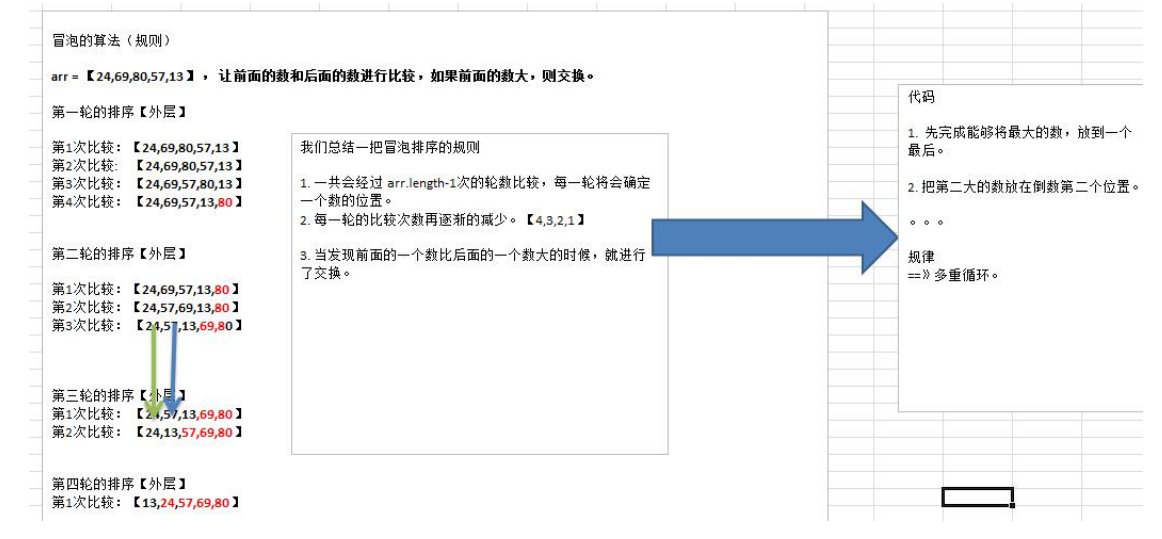 冒泡的算法（规则）
arr = 【24,69,80,57,13】 ，让前面的数和后面的数进行比较，如果前面的数大，则交换。
第一轮的排序【外层】
第1次比较：【24,69,80,57,13】
第2次比较: 【24,69,80,57,13】
第3次比较：【24,69,57,80,13】
第4次比较：【24,69,57,13,80】
第二轮的排序【外层】
第1次比较：【24,69,57,13,80】
第2次比较：【24,57,69,13,80】
第3次比较：【24,57,13,69,80】
第三轮的排序【外层】
第1次比较：【24,57,13,69,80】
第2次比较：【24,13,57,69,80】
第四轮的排序【外层】
第1次比较：【13,24,57,69,80】
我们总结一把冒泡排序的规则
1. 一共会经过 arr.length-1次的轮数比较，每一轮将会确定
一个数的位置。
2. 每一轮的比较次数再逐渐的减少。【4,3,2,1】
3. 当发现前面的一个数比后面的一个数大的时候，就进行
了交换。
代码
1. 先完成能够将最大的数，放到一个
最后。
2. 把第二大的数放在倒数第二个位置。
。。。
规律
==》多重循环。